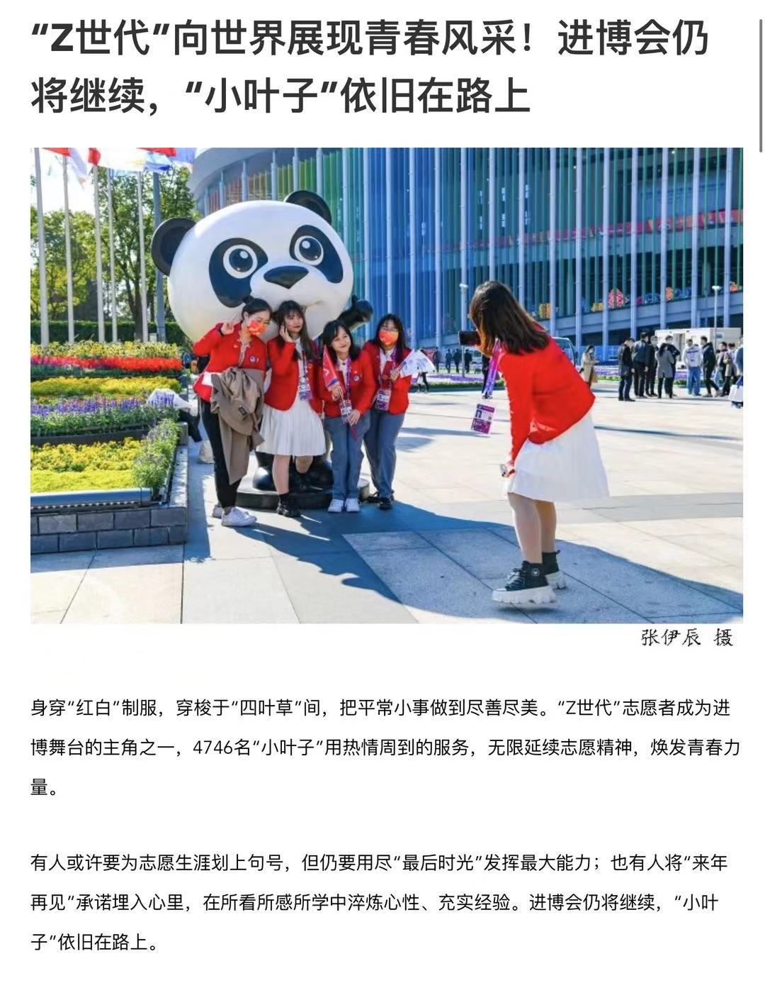 “Z世代”向世界展现青春风采！进博会仍
将继续，“小叶子”依旧在路上
张伊辰 摄
身穿“红白”制服，穿梭于“四叶草”间，把平常小事做到尽善尽美。“Z世代”志愿者成为进
博舞台的主角之一，4746名“小叶子”用热情周到的服务，无限延续志愿精神，焕发青春力
量。
有人或许要为志愿生涯划上句号，但仍要用尽“最后时光”发挥最大能力；也有人将“来年
再见”承诺埋入心里，在所看所感所学中淬炼心性、充实经验。进博会仍将继续，“小叶
子”依旧在路上。